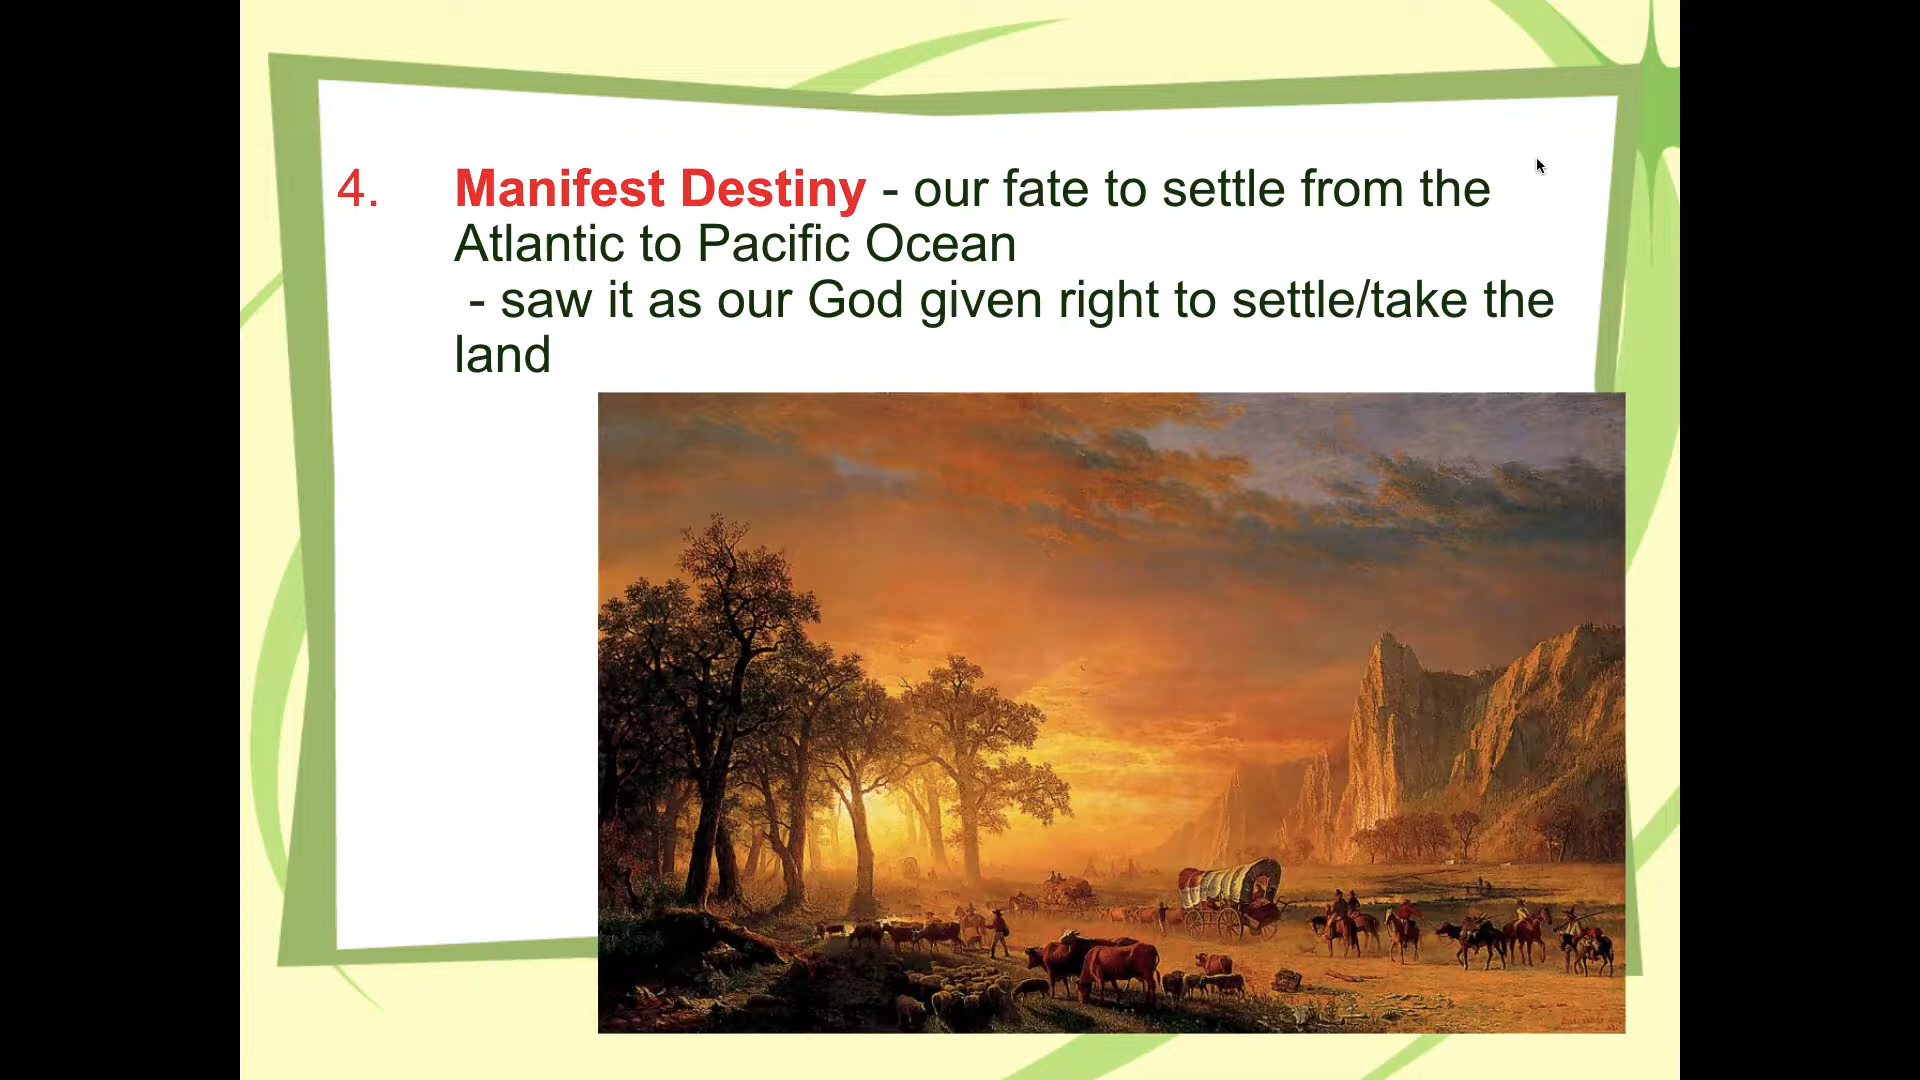 4. Manifest Destiny - our fate to settle from the
Atlantic to Pacific Ocean
- saw it as our God given right to settle/take the
land